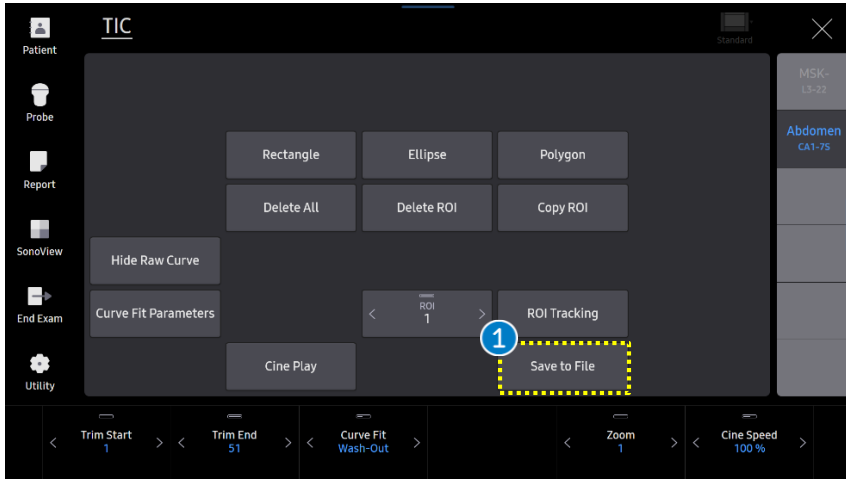 Patient
TIC
Standard
Probe
MSK-
L3-22
Abdomen
CA1-7S
Report
Rectangle
Ellipse
Polygon
Delete All
Delete ROI
Copy ROI
SonoView
Hide Raw Curve
End Exam
Curve Fit Parameters
< ROI >
1
ROI Tracking
1
Utility
Cine Play
Save to File
< Trim Start >
1
< Trim End >
51
< Curve Fit >
Wash-Out
< Zoom >
1
< Cine Speed >
100 %